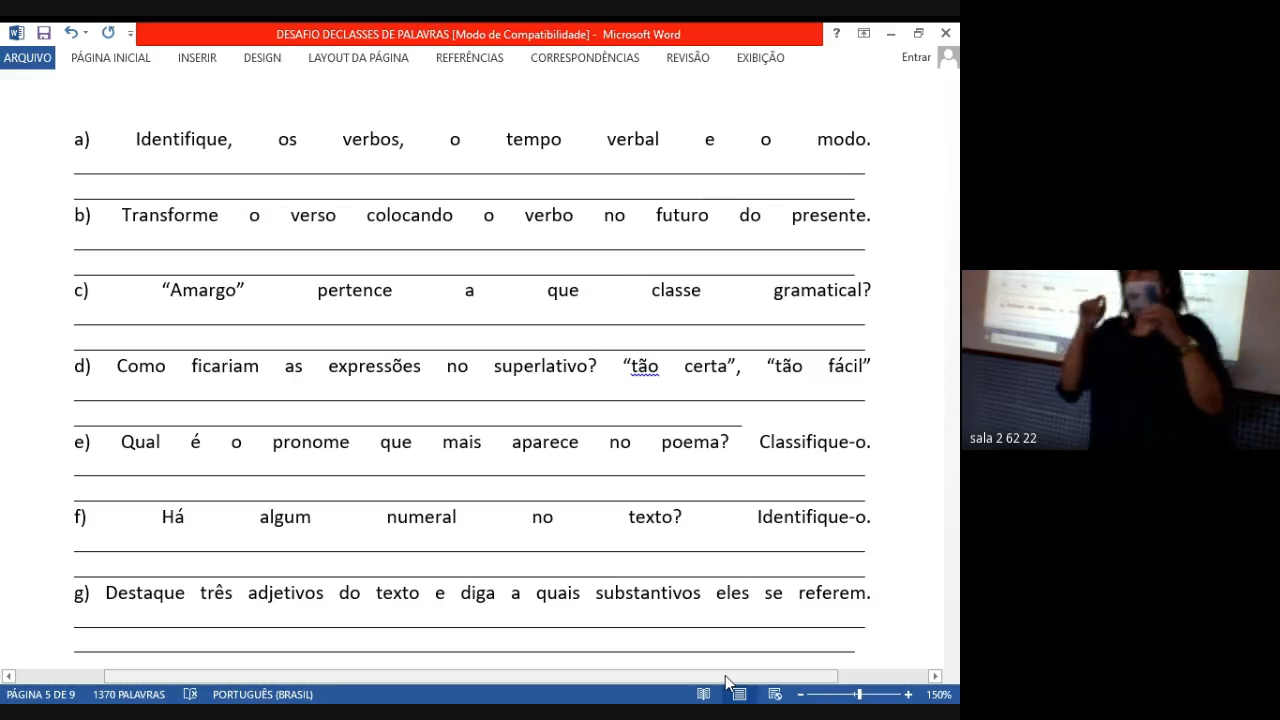 DESAFIO DECLASSES DE PALAVRAS [Modo de Compatibilidade] - Microsoft Word
?
ARQUIVO PÁGINA INICIAL INSERIR DESIGN LAYOUT DA PÁGINA REFERÊNCIAS CORRESPONDÊNCIAS REVISÃO EXIBIÇÃO Entrar
a) Identifique, os verbos, o tempo verbal e o modo.
b) Transforme o verso colocando o verbo no futuro do presente.
c) “Amargo” pertence a que classe gramatical?
d) Como ficariam as expressões no superlativo? “tão certa”, “tão fácil”
e) Qual é o pronome que mais aparece no poema? Classifique-o.
f) Há algum numeral no texto? Identifique-o.
g) Destaque três adjetivos do texto e diga a quais substantivos eles se referem.
PÁGINA 5 DE 9 1370 PALAVRAS PORTUGUÊS (BRASIL) 150%
sala 2 62 22